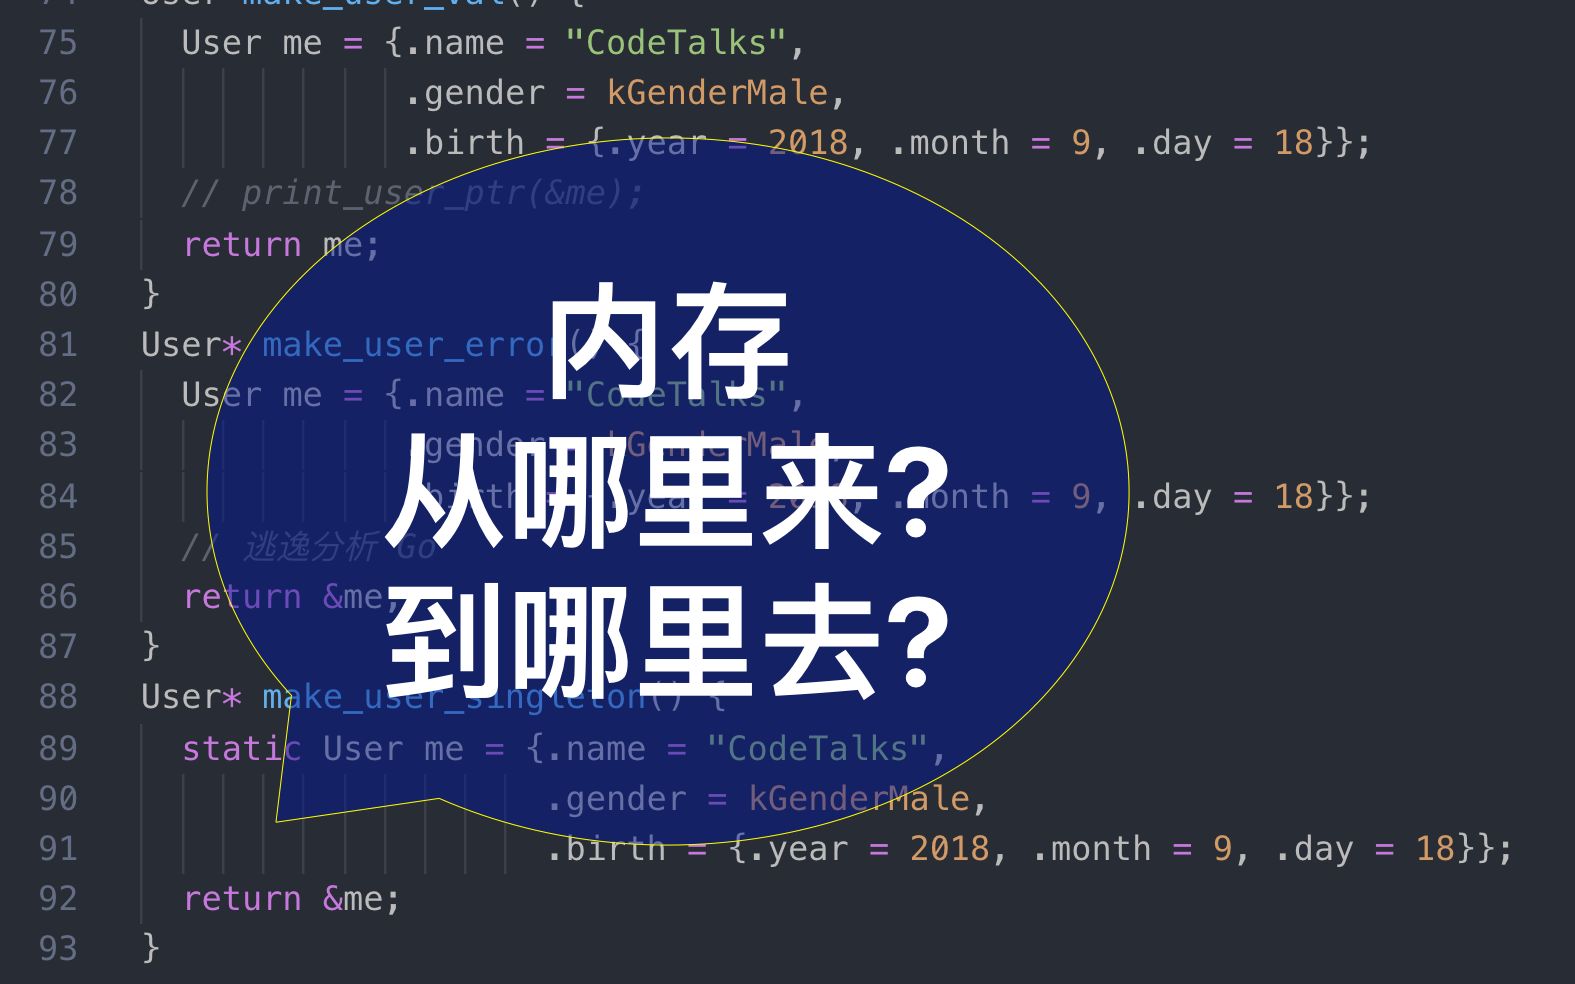 74 User make_user_val() {
75 User me = {.name = "CodeTalks",
76 .gender = kGenderMale,
77 .birth = {.year = 2018, .month = 9, .day = 18}};
78 // print_user_ptr(&me);
79 return me;
80 }
81 User* make_user_error() {
82 User me = {.name = "CodeTalks",
83 .gender = kGenderMale,
84 .birth = {.year = 2018, .month = 9, .day = 18}};
85 // 逃逸分析 Go
86 return &me;
87 }
88 User* make_user_singleton() {
89 static User me = {.name = "CodeTalks",
90 .gender = kGenderMale,
91 .birth = {.year = 2018, .month = 9, .day = 18}};
92 return &me;
93 }
内存
从哪里来?
到哪里去?